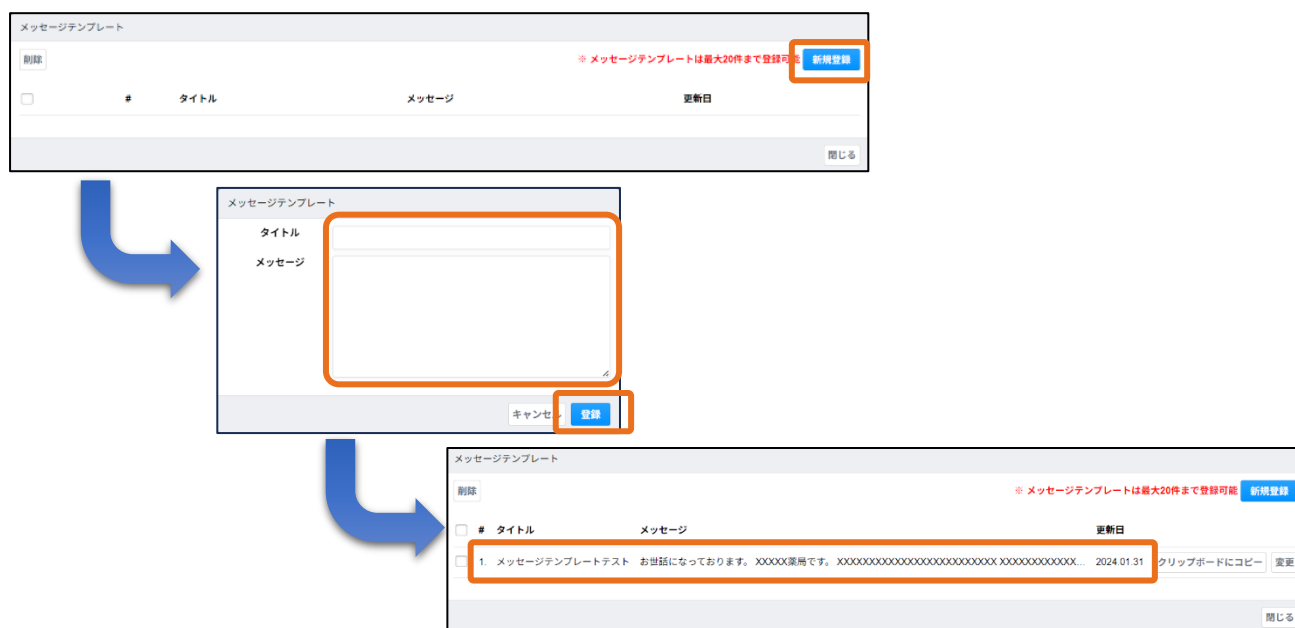 メッセージテンプレート
削除
※ メッセージテンプレートは最大20件まで登録可能 新規登録
# タイトル メッセージ 更新日
閉じる
メッセージテンプレート
タイトル
メッセージ
キャンセル 登録
メッセージテンプレート
削除
※ メッセージテンプレートは最大20件まで登録可能 新規登録
# タイトル メッセージ 更新日
1. メッセージテンプレートテスト お世話になっております。 XXXXX薬局です。 XXXXXXXXXXXXXXXXXXXXXXXXX XXXXXXXXXXXX... 2024.01.31 クリップボードにコピー 変更
閉じる